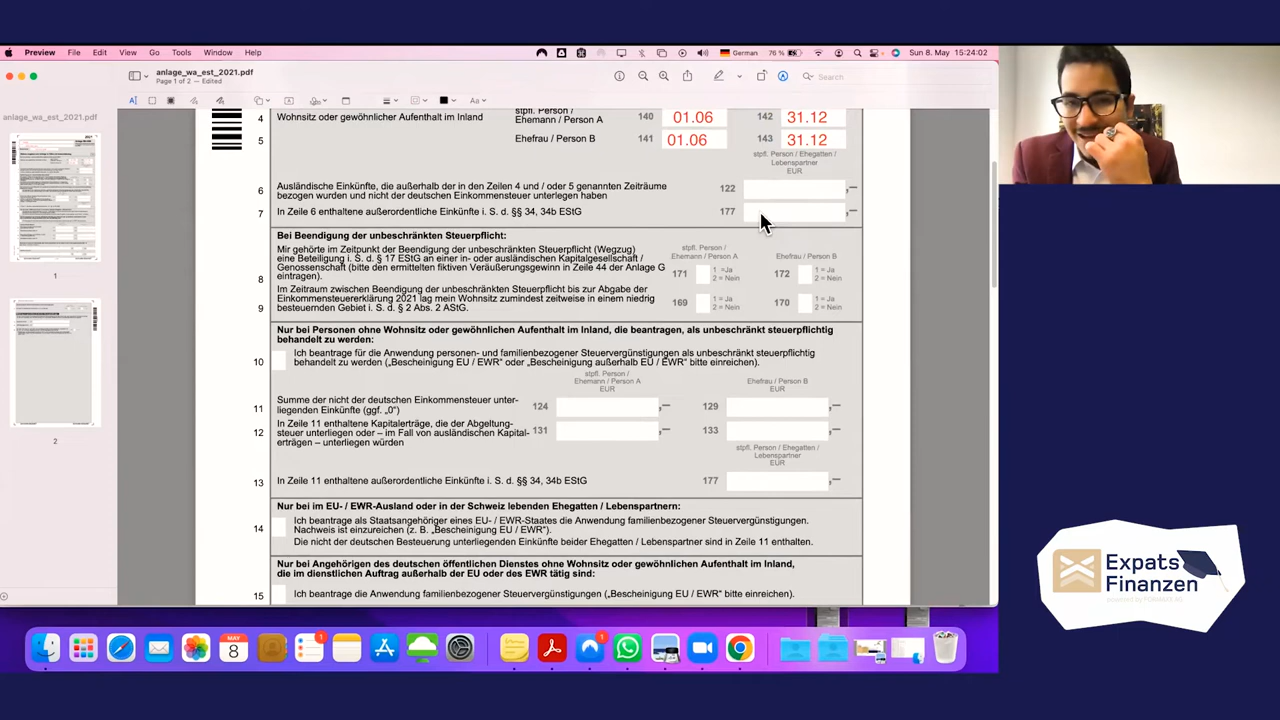 Preview File Edit View Go Tools Window Help
German 76 % Sun 8. May 15:24:02
anlage_wa_est_2021.pdf
Page 1 of 2 – Edited
Search
Aa
anlage_wa_est_2021.pdf
1
2
stpfl. Person /
4 Wohnsitz oder gewöhnlicher Aufenthalt im Inland Ehemann / Person A 140 01.06 142 31.12
5 Ehefrau / Person B 141 01.06 143 31.12
stpfl. Person / Ehegatten /
Lebenspartner
EUR
6 Ausländische Einkünfte, die außerhalb der in den Zeilen 4 und / oder 5 genannten Zeiträume
bezogen wurden und nicht der deutschen Einkommensteuer unterlegen haben 122 ,–
7 In Zeile 6 enthaltene außerordentliche Einkünfte i. S. d. §§ 34, 34b EStG 177 ,–
Bei Beendigung der unbeschränkten Steuerpflicht:
Mir gehörte im Zeitpunkt der Beendigung der unbeschränkten Steuerpflicht (Wegzug)
eine Beteiligung i. S. d. § 17 EStG an einer in- oder ausländischen Kapitalgesellschaft /
Genossenschaft (bitte den ermittelten fiktiven Veräußerungsgewinn in Zeile 44 der Anlage G
8 eintragen).
stpfl. Person /
Ehemann / Person A Ehefrau / Person B
171 1 =Ja 2 = Nein 172 1 = Ja 2 = Nein
Im Zeitraum zwischen Beendigung der unbeschränkten Steuerpflicht bis zur Abgabe der
Einkommensteuererklärung 2021 lag mein Wohnsitz zumindest zeitweise in einem niedrig
9 besteuernden Gebiet i. S. d. § 2 Abs. 2 AStG.
169 1 = Ja 2 = Nein 170 1 = Ja 2 = Nein
Nur bei Personen ohne Wohnsitz oder gewöhnlichen Aufenthalt im Inland, die beantragen, als unbeschränkt steuerpflichtig
behandelt zu werden:
Ich beantrage für die Anwendung personen- und familienbezogener Steuervergünstigungen als unbeschränkt steuerpflichtig
10 behandelt zu werden („Bescheinigung EU / EWR“ oder „Bescheinigung außerhalb EU / EWR“ bitte einreichen).
stpfl. Person /
Ehemann / Person A Ehefrau / Person B
EUR EUR
Summe der nicht der deutschen Einkommensteuer unter-
11 liegenden Einkünfte (ggf. „0“) 124 ,– 129 ,–
In Zeile 11 enthaltene Kapitalerträge, die der Abgeltung-
12 steuer unterliegen oder – im Fall von ausländischen Kapital- 131 ,– 133 ,–
erträgen – unterliegen würden
stpfl. Person / Ehegatten /
Lebenspartner
EUR
13 In Zeile 11 enthaltene außerordentliche Einkünfte i. S. d. §§ 34, 34b EStG 177 ,–
Nur bei im EU- / EWR-Ausland oder in der Schweiz lebenden Ehegatten / Lebenspartnern:
Ich beantrage als Staatsangehöriger eines EU- / EWR-Staates die Anwendung familienbezogener Steuervergünstigungen.
14 Nachweis ist einzureichen (z. B. „Bescheinigung EU / EWR“).
Die nicht der deutschen Besteuerung unterliegenden Einkünfte beider Ehegatten / Lebenspartner sind in Zeile 11 enthalten.
Nur bei Angehörigen des deutschen öffentlichen Dienstes ohne Wohnsitz oder gewöhnlichen Aufenthalt im Inland,
die im dienstlichen Auftrag außerhalb der EU oder des EWR tätig sind:
15 Ich beantrage die Anwendung familienbezogener Steuervergünstigungen („Bescheinigung EU / EWR“ bitte einreichen).
MAY
8
1
1
Expats
Finanzen